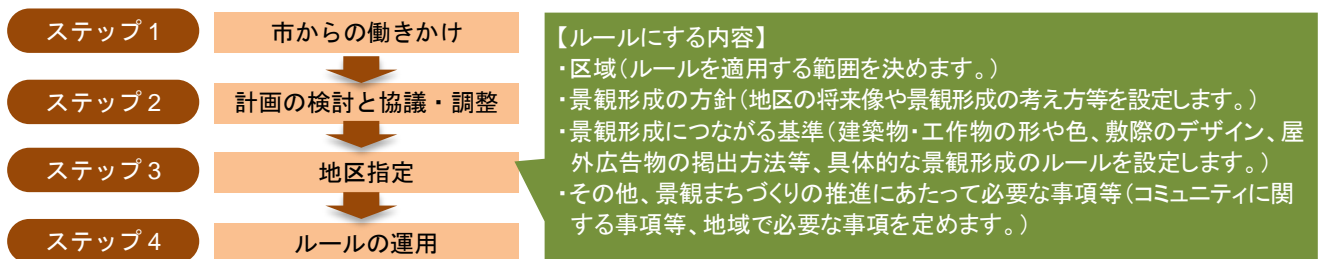 ステップ 1
市からの働きかけ
ステップ 2
計画の検討と協議・調整
ステップ 3
地区指定
ステップ 4
ルールの運用
【ルールにする内容】
・区域（ルールを適用する範囲を決めます。）
・景観形成の方針（地区の将来像や景観形成の考え方等を設定します。）
・景観形成につながる基準（建築物・工作物の形や色、敷際のデザイン、屋
外広告物の掲出方法等、具体的な景観形成のルールを設定します。）
・その他、景観まちづくりの推進にあたって必要な事項等（コミュニティに関
する事項等、地域で必要な事項を定めます。）